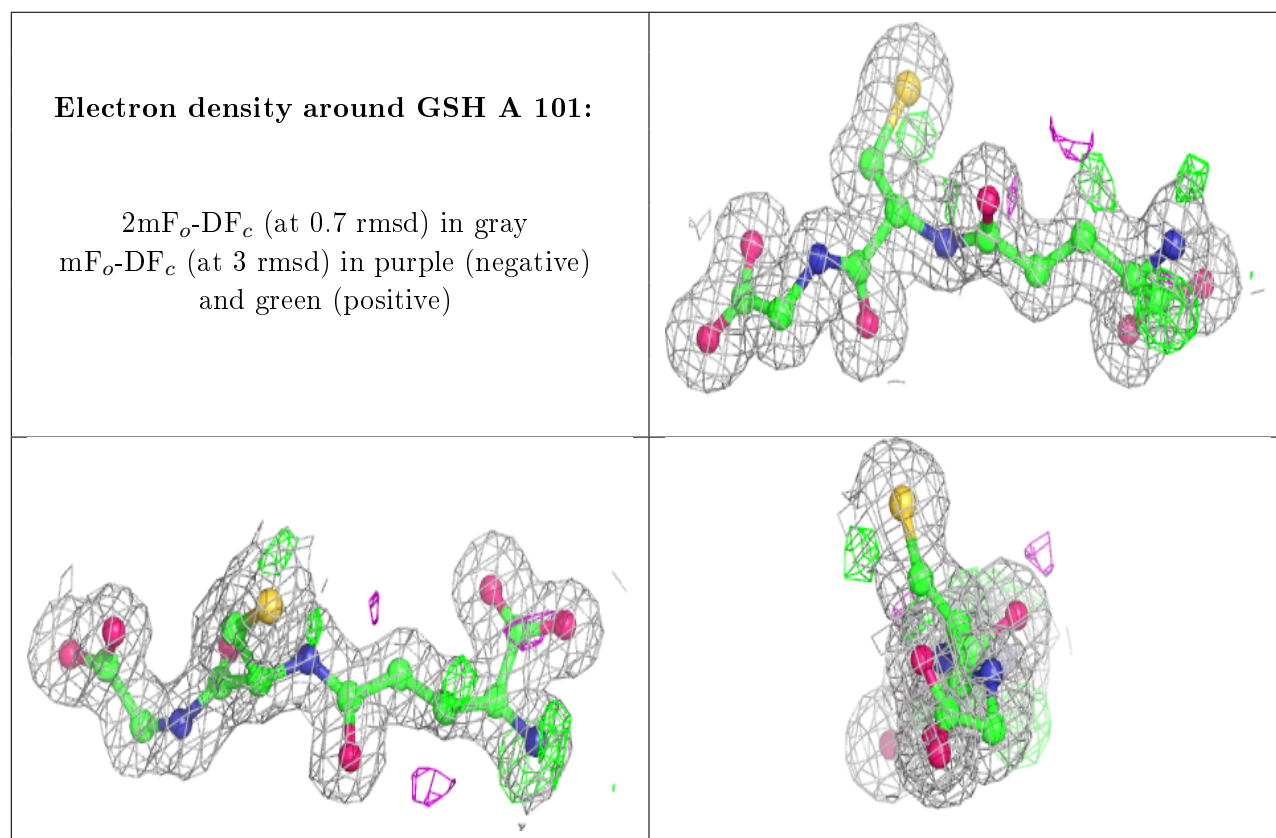 Electron density around GSH A 101:
2mFₒ-DF𝒸 (at 0.7 rmsd) in gray
mFₒ-DF𝒸 (at 3 rmsd) in purple (negative)
and green (positive)